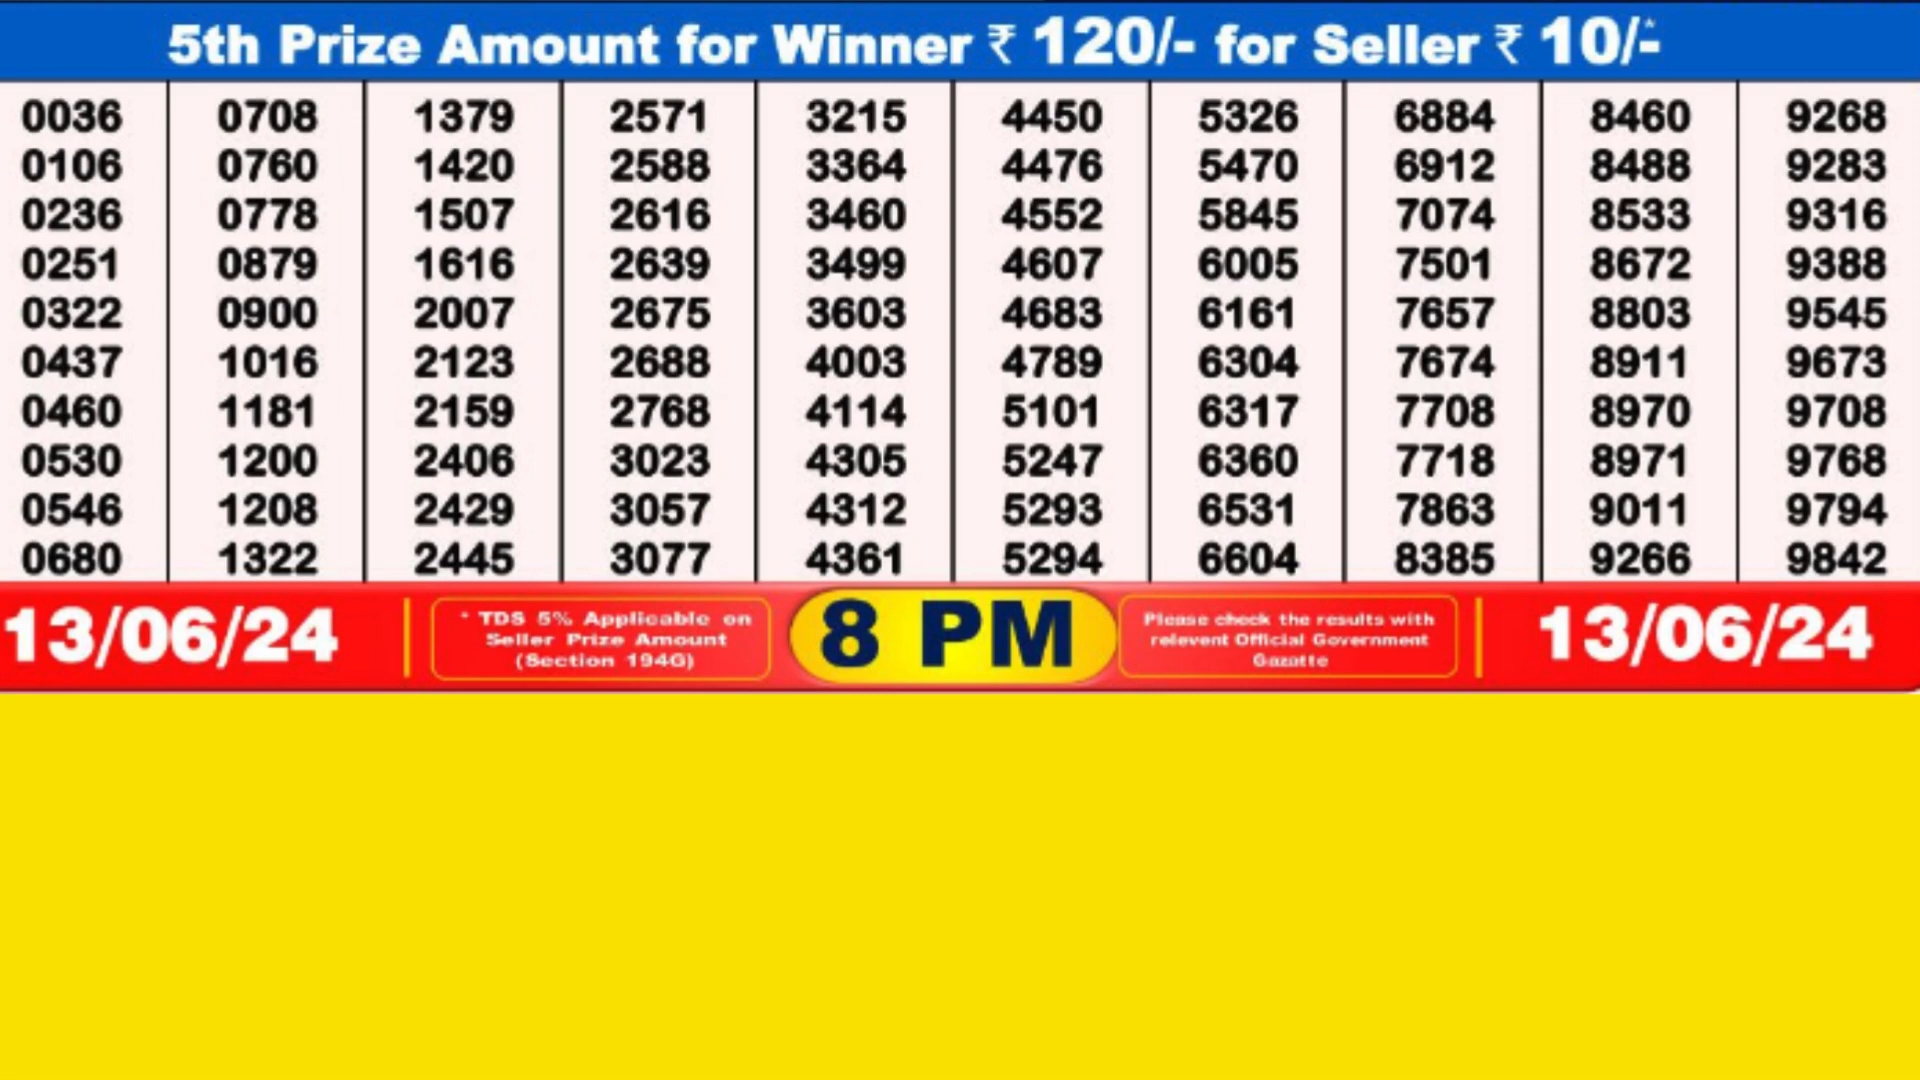 5th Prize Amount for Winner ₹ 120/- for Seller ₹ 10/-*
0036 0708 1379 2571 3215 4450 5326 6884 8460 9268
0106 0760 1420 2588 3364 4476 5470 6912 8488 9283
0236 0778 1507 2616 3460 4552 5845 7074 8533 9316
0251 0879 1616 2639 3499 4607 6005 7501 8672 9388
0322 0900 2007 2675 3603 4683 6161 7657 8803 9545
0437 1016 2123 2688 4003 4789 6304 7674 8911 9673
0460 1181 2159 2768 4114 5101 6317 7708 8970 9708
0530 1200 2406 3023 4305 5247 6360 7718 8971 9768
0546 1208 2429 3057 4312 5293 6531 7863 9011 9794
0680 1322 2445 3077 4361 5294 6604 8385 9266 9842
13/06/24
* TDS 5% Applicable on
Seller Prize Amount
(Section 194G)
8 PM
Please check the results with
relevent Official Government
Gazatte
13/06/24